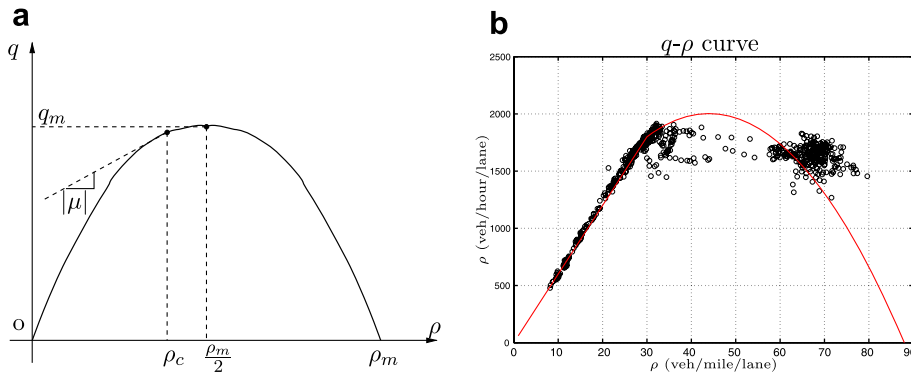 a
q
q_m
|μ|
O
ρ_c
ρ_m/2
ρ_m
ρ
b
q-ρ curve
2500
2000
1500
1000
500
0
0 10 20 30 40 50 60 70 80 90
ρ (veh/hour/lane)
ρ (veh/mile/lane)